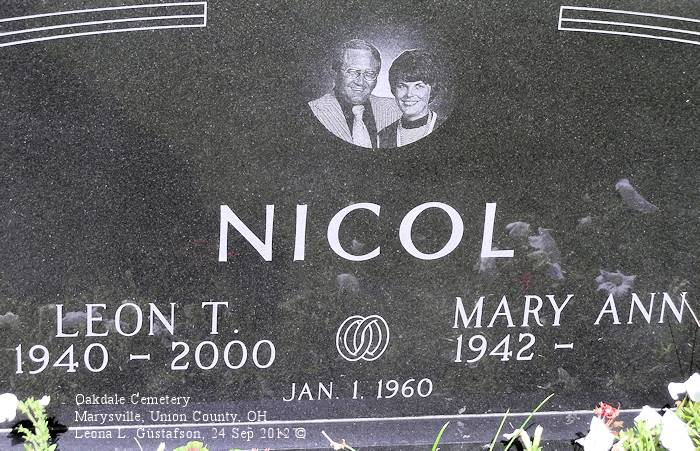 NICOL
LEON T.
1940 – 2000
MARY ANN
1942 –
JAN. 1. 1960
Oakdale Cemetery
Marysville, Union County, OH
Leona L. Gustafson, 24 Sep 2012 ©